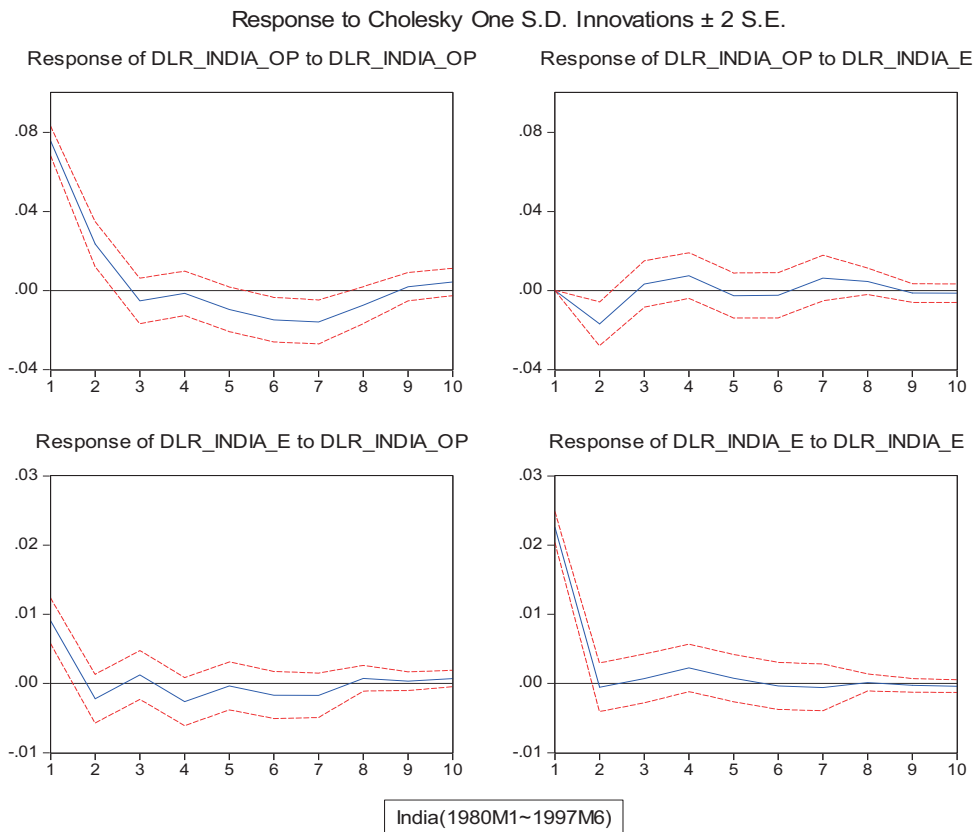 Response to Cholesky One S.D. Innovations ± 2 S.E.
Response of DLR_INDIA_OP to DLR_INDIA_OP
.08
.04
.00
-.04
1 2 3 4 5 6 7 8 9 10
Response of DLR_INDIA_OP to DLR_INDIA_E
.08
.04
.00
-.04
1 2 3 4 5 6 7 8 9 10
Response of DLR_INDIA_E to DLR_INDIA_OP
.03
.02
.01
.00
-.01
1 2 3 4 5 6 7 8 9 10
Response of DLR_INDIA_E to DLR_INDIA_E
.03
.02
.01
.00
-.01
1 2 3 4 5 6 7 8 9 10
India(1980M1~1997M6)